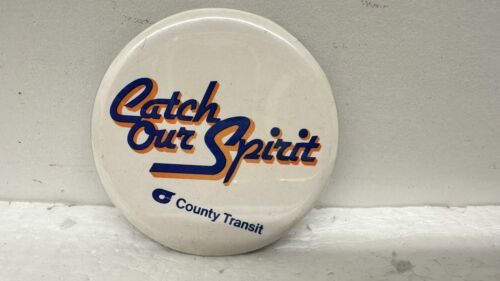 Catch
Our Spirit
County Transit